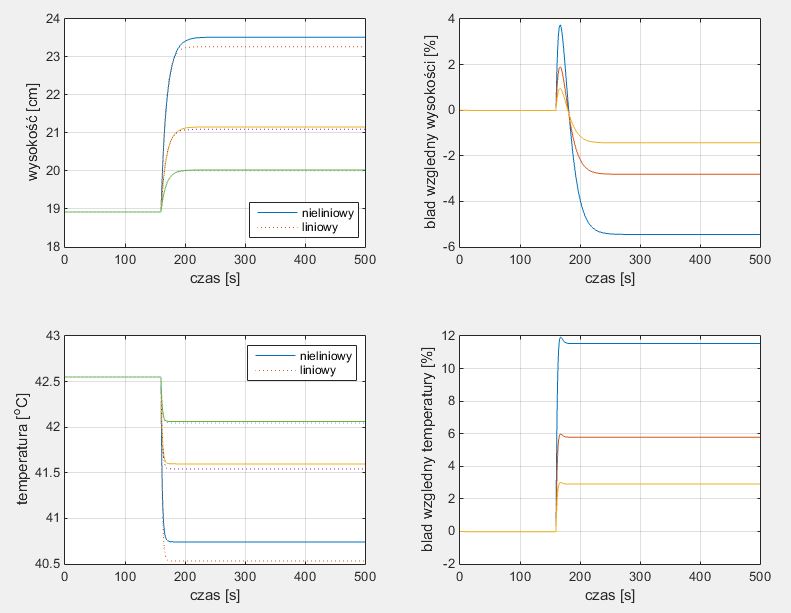 24
23
22
21
20
19
18
wysokość [cm]
nieliniowy
liniowy
0 100 200 300 400 500
czas [s]
4
2
0
-2
-4
-6
blad wzgledny wysokości [%]
0 100 200 300 400 500
czas [s]
43
42.5
42
41.5
41
40.5
temperatura [°C]
nieliniowy
liniowy
0 100 200 300 400 500
czas [s]
12
10
8
6
4
2
0
-2
blad wzgledny temperatury [%]
0 100 200 300 400 500
czas [s]